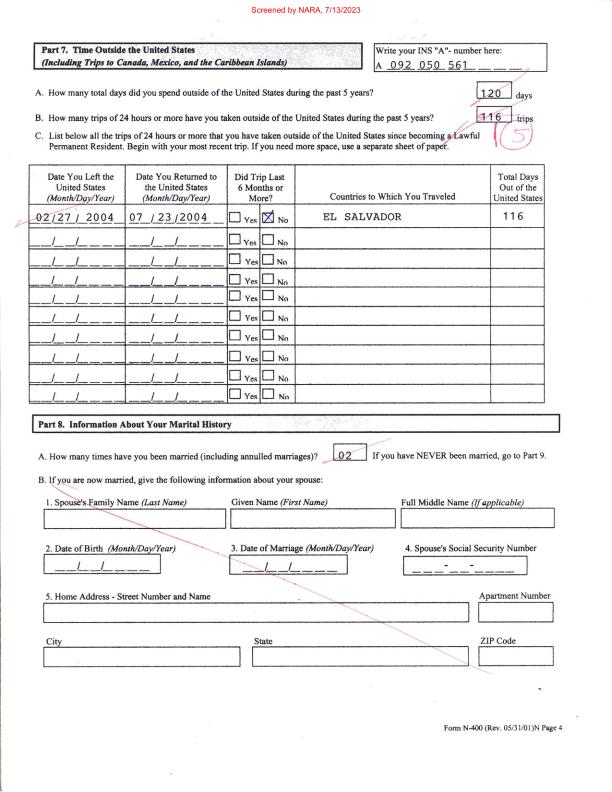 Screened by NARA, 7/13/2023
Part 7. Time Outside the United States
(Including Trips to Canada, Mexico, and the Caribbean Islands)
Write your INS "A"- number here:
A 092 050 561
A. How many total days did you spend outside of the United States during the past 5 years? 120 days
B. How many trips of 24 hours or more have you taken outside of the United States during the past 5 years? 116 trips
5
C. List below all the trips of 24 hours or more that you have taken outside of the United States since becoming a Lawful
Permanent Resident. Begin with your most recent trip. If you need more space, use a separate sheet of paper.
Date You Left the
United States
(Month/Day/Year)
Date You Returned to
the United States
(Month/Day/Year)
Did Trip Last
6 Months or
More?
Countries to Which You Traveled
Total Days
Out of the
United States
02/27/2004 07/23/2004 Yes No EL SALVADOR 116
Yes No
Yes No
Yes No
Yes No
Yes No
Yes No
Yes No
Yes No
Yes No
Part 8. Information About Your Marital History
A. How many times have you been married (including annulled marriages)? 02 If you have NEVER been married, go to Part 9.
B. If you are now married, give the following information about your spouse:
1. Spouse's Family Name (Last Name) Given Name (First Name) Full Middle Name (If applicable)
2. Date of Birth (Month/Day/Year) 3. Date of Marriage (Month/Day/Year) 4. Spouse's Social Security Number
5. Home Address - Street Number and Name Apartment Number
City State ZIP Code
Form N-400 (Rev. 05/31/01)N Page 4